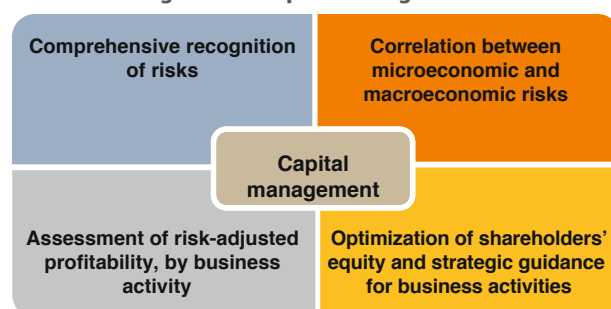 Comprehensive recognition
of risks
Correlation between
microeconomic and
macroeconomic risks
Capital
management
Assessment of risk-adjusted
profitability, by business
activity
Optimization of shareholders'
equity and strategic guidance
for business activities